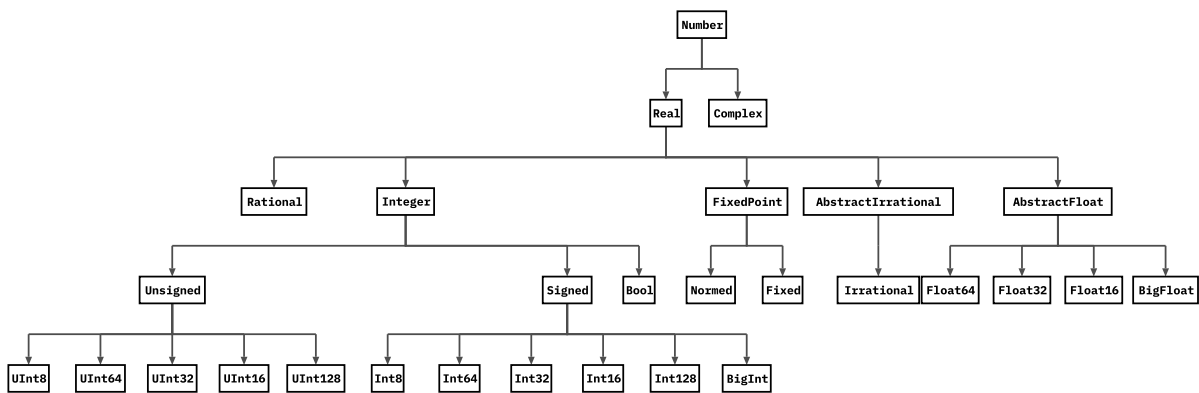 Number
Real Complex
Rational Integer FixedPoint AbstractIrrational AbstractFloat
Unsigned Signed Bool Normed Fixed Irrational Float64 Float32 Float16 BigFloat
UInt8 UInt64 UInt32 UInt16 UInt128 Int8 Int64 Int32 Int16 Int128 BigInt